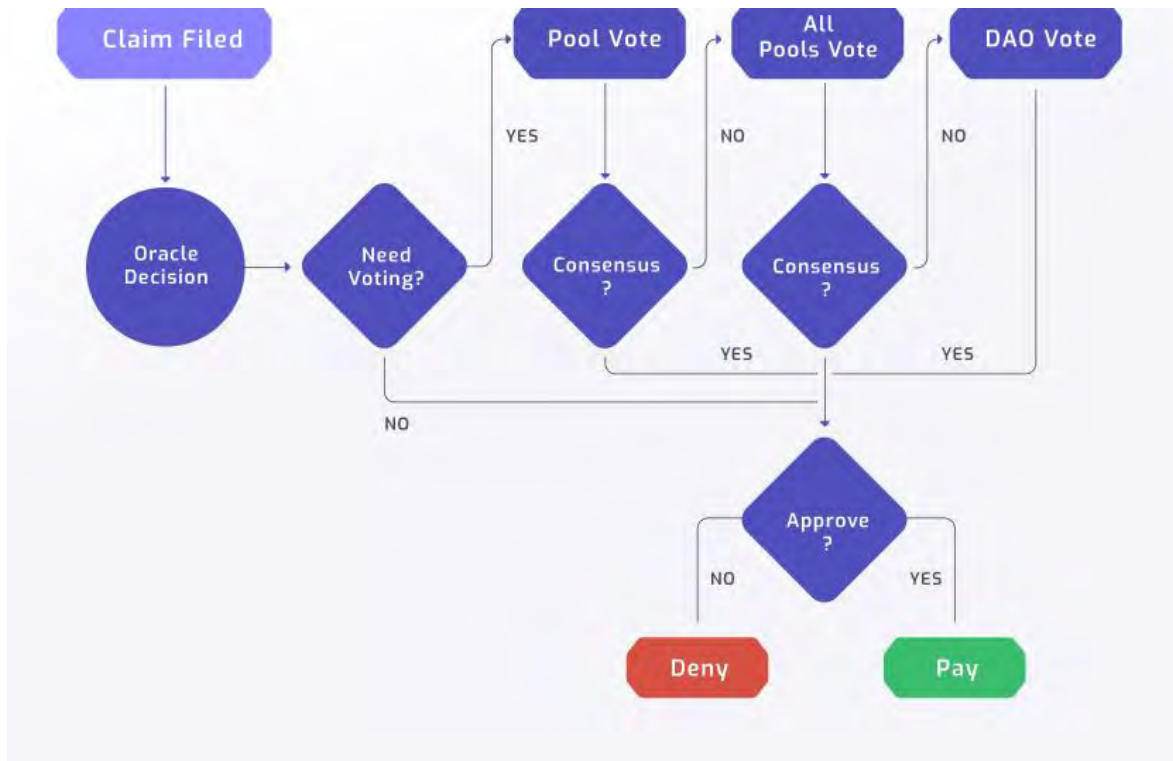 Claim Filed
Pool Vote
All
Pools Vote
DAO Vote
YES
NO
NO
Oracle
Decision
Need
Voting?
Consensus
?
Consensus
?
YES
YES
NO
Approve
?
NO
YES
Deny
Pay